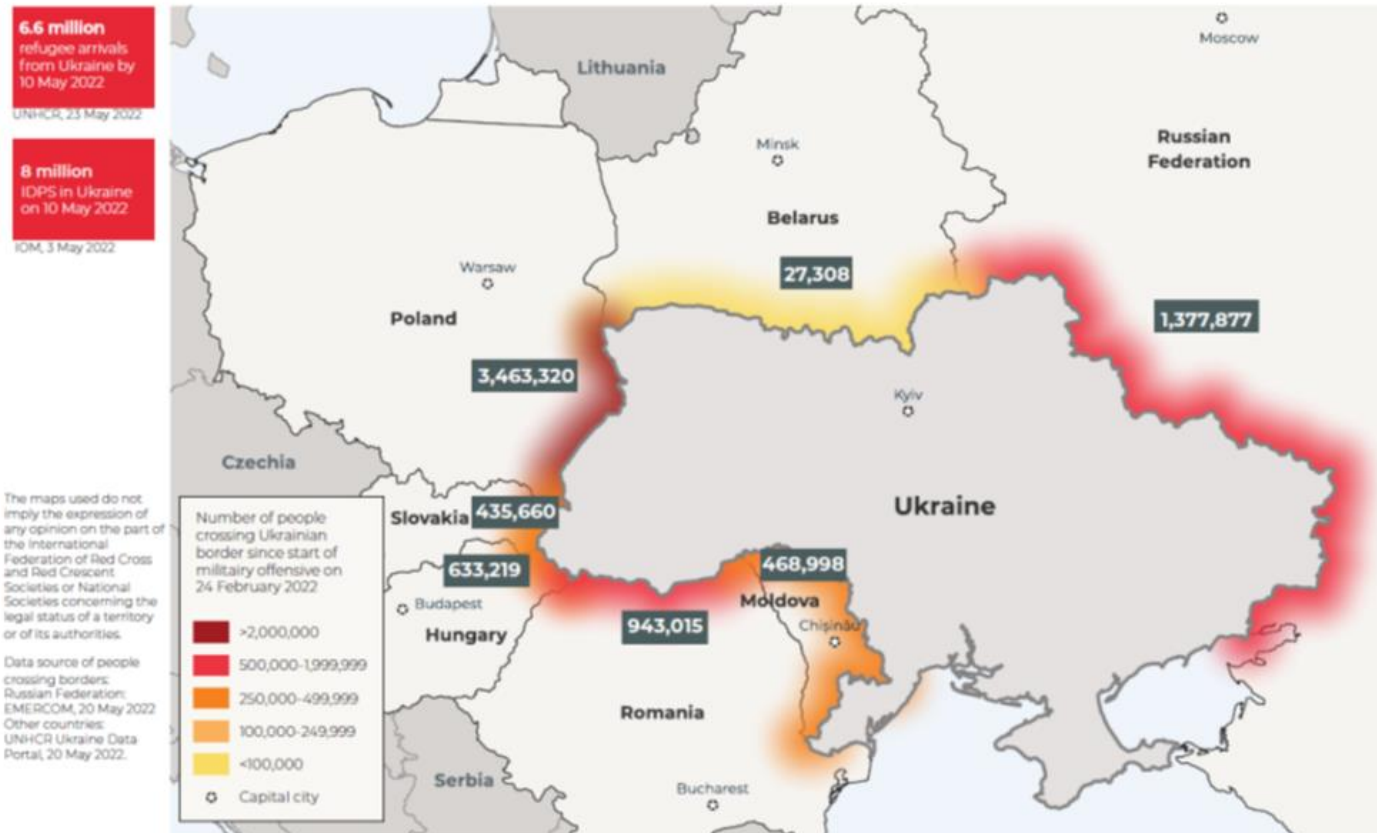 6.6 million
refugee arrivals
from Ukraine by
10 May 2022
UNHCR, 23 May 2022
8 million
IDPS in Ukraine
on 10 May 2022
IOM, 3 May 2022
The maps used do not
imply the expression of
any opinion on the part of
the International
Federation of Red Cross
and Red Crescent
Societies or National
Societies concerning the
legal status of a territory
or of its authorities.
Data source of people
crossing borders:
Russian Federation:
EMERCOM, 20 May 2022
Other countries:
UNHCR Ukraine Data
Portal, 20 May 2022.
Moscow
Lithuania
Minsk
Russian
Federation
Belarus
27,308
Warsaw
Poland
1,377,877
3,463,320
Kyiv
Czechia
Ukraine
Slovakia
435,660
633,219
468,998
Budapest
Moldova
Hungary
943,015
Chișinău
Romania
Serbia
Bucharest
Number of people
crossing Ukrainian
border since start of
militairy offensive on
24 February 2022
>2,000,000
500,000-1,999,999
250,000-499,999
100,000-249,999
<100,000
Capital city